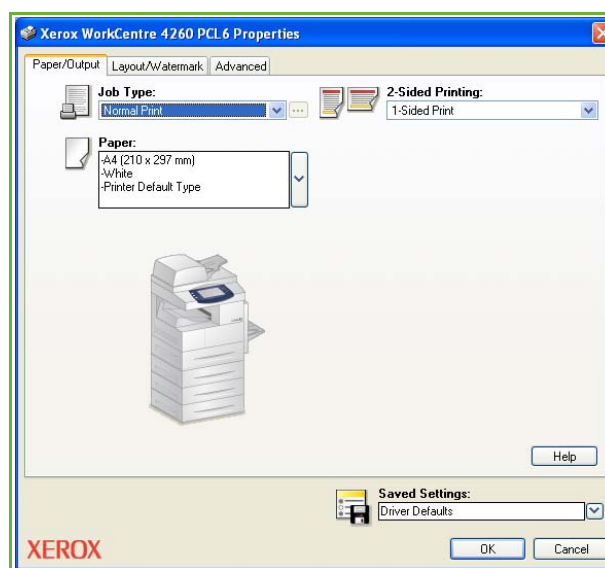 Xerox WorkCentre 4260 PCL6 Properties
Paper/Output Layout/Watermark Advanced
Job Type:
Normal Print
2-Sided Printing:
1-Sided Print
Paper:
-A4 (210 x 297 mm)
-White
-Printer Default Type
Help
Saved Settings:
Driver Defaults
XEROX
OK Cancel